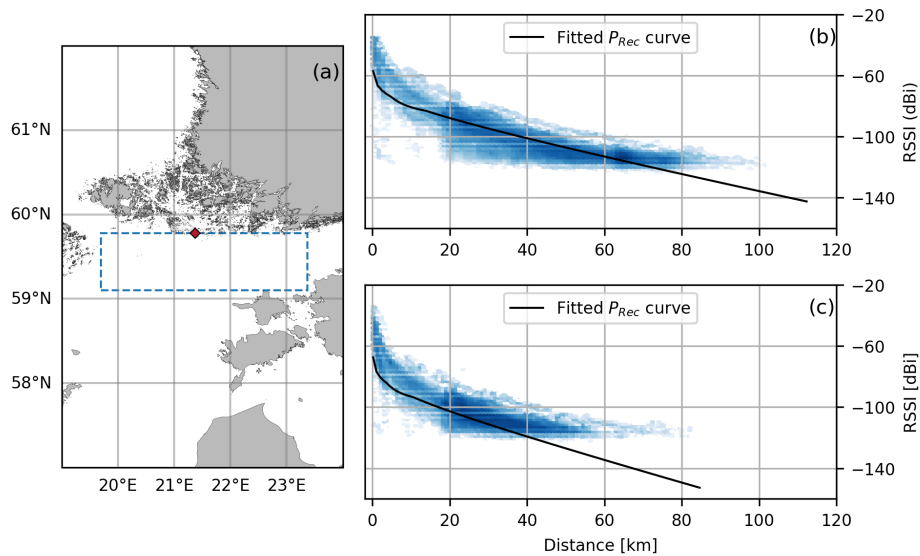 (a)
61°N
60°N
59°N
58°N
20°E 21°E 22°E 23°E
Fitted P_Rec curve
(b)
−20
−60
−100
−140
RSSI (dBi)
0 20 40 60 80 100 120
Fitted P_Rec curve
(c)
−20
−60
−100
−140
RSSI [dBi]
0 20 40 60 80 100 120
Distance [km]